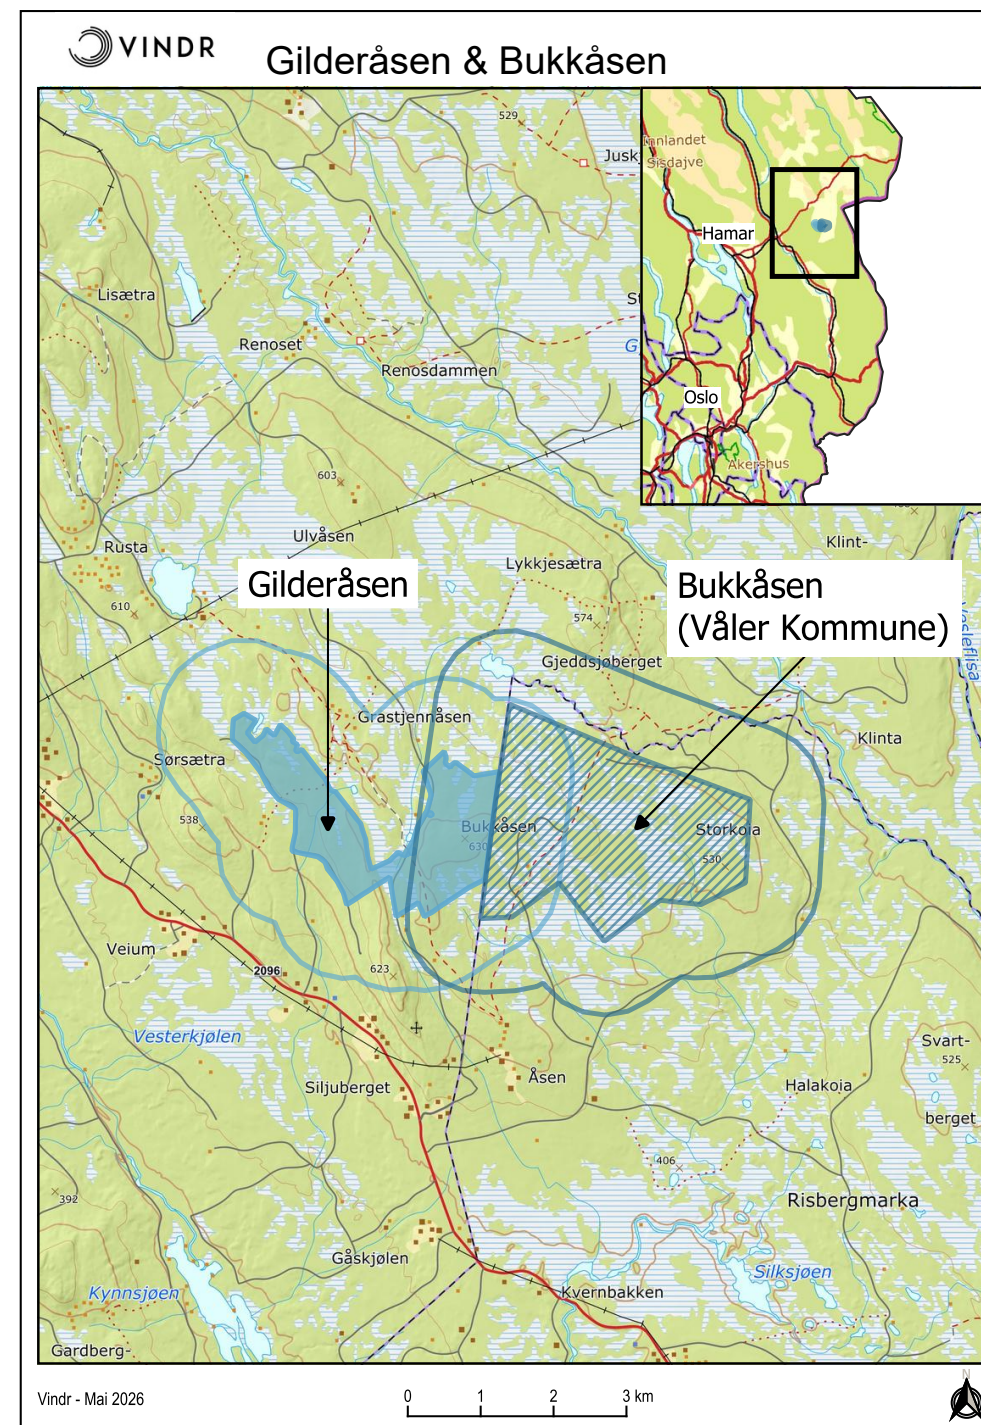 VINDR
Gilderåsen & Bukkåsen
529
Innlandet
Sisdajve
Hamar
Lisætra
Renoset
Renosdammen
G
Oslo
Akershus
603
Ulvåsen
Klint-
Rusta
Lykkjesætra
Gilderåsen
Bukkåsen
(Våler Kommune)
610
574
Vesleflisa
Gjeddsjøberget
Grastjennåsen
Klinta
Sørsætra
538
Bukkåsen
630
Storkoia
530
Veium
2096
623
Vesterkjølen
Svart-
525
Åsen
Siljuberget
Halakoia
berget
406
392
Risbergmarka
Gåskjølen
Silksjøen
Kynnsjøen
Kvernbakken
Gardberg-
Vindr - Mai 2026
0 1 2 3 km
N